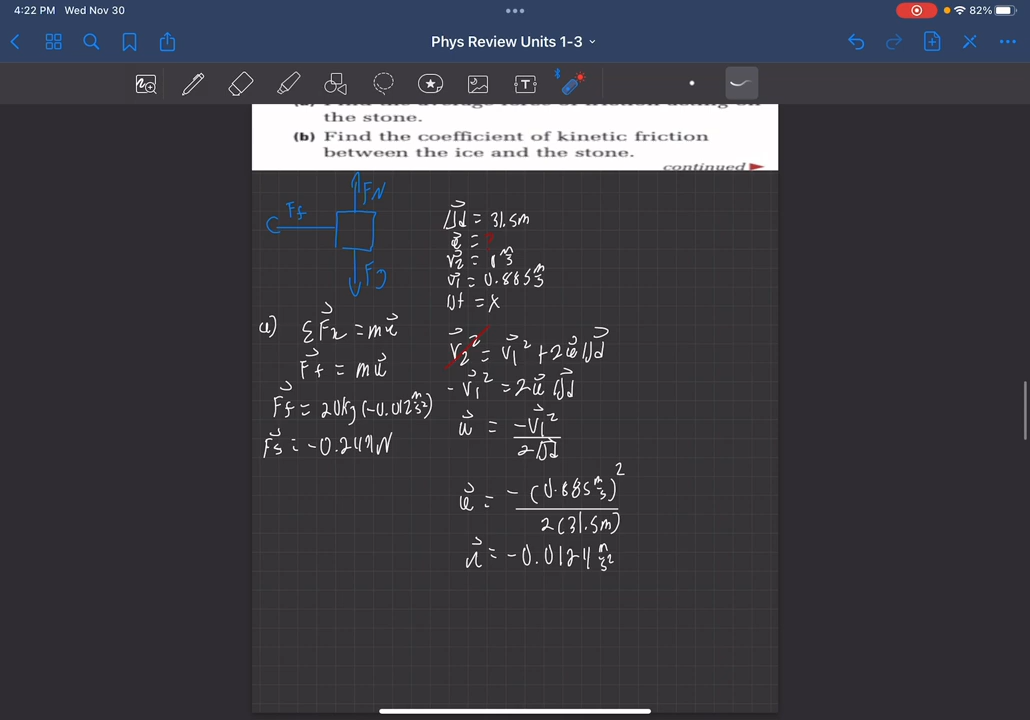 4:22 PM Wed Nov 30
82%
Phys Review Units 1-3
the stone.
(b) Find the coefficient of kinetic friction
between the ice and the stone.
continued
FN
Ff
Fg
Δd = 31.5m
a = ?
v2 = 0 m/s
v1 = 0.885 m/s
Δt = X
a) ΣFx = ma
Ff = ma
Ff = 20kg (-0.012 m/s²)
Ff = -0.249N
v2² = v1² + 2aΔd
-v1² = 2aΔd
a = -v1² / 2Δd
a = -(0.885 m/s)² / 2(31.5m)
a = -0.0124 m/s²